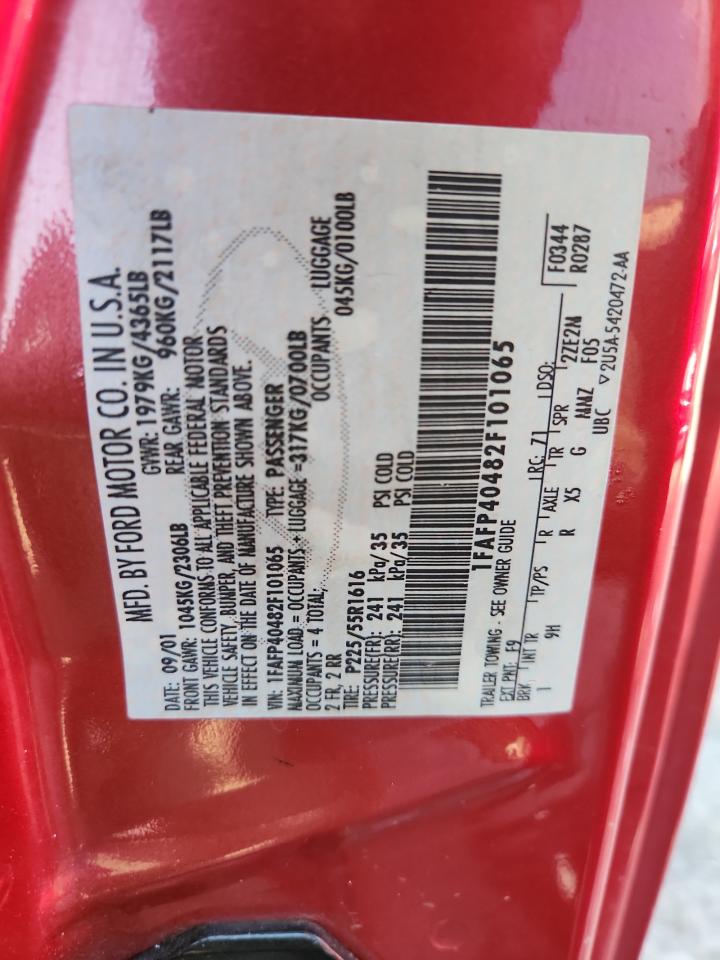 MFD. BY FORD MOTOR CO. IN U.S.A.
DATE: 09/01 GVWR: 1979KG/4365LB
FRONT GAWR: 1045KG/2306LB REAR GAWR: 960KG/2117LB
THIS VEHICLE CONFORMS TO ALL APPLICABLE FEDERAL MOTOR
VEHICLE SAFETY, BUMPER, AND THEFT PREVENTION STANDARDS
IN EFFECT ON THE DATE OF MANUFACTURE SHOWN ABOVE.
VIN: 1FAFP40482F101065 TYPE: PASSENGER
MAXIMUM LOAD = OCCUPANTS + LUGGAGE = 317KG/0700LB
OCCUPANTS = 4 TOTAL; OCCUPANTS LUGGAGE
2 FR, 2 RR 045KG/0100LB
TIRE: P225/55R1616
PRESSURE(FR): 241 kPa/35 PSI COLD
PRESSURE(RR): 241 kPa/35 PSI COLD
1FAFP40482F101065
TRAILER TOWING - SEE OWNER GUIDE
EXT PNT: E9 RC: 71 DSO: F0344
BRK INT TR TP/PS R AXLE TR SPR 2ZE2M R0287
1 9H R X5 G MMZ F05
UBC ▽ 2U5A-5420472-AA